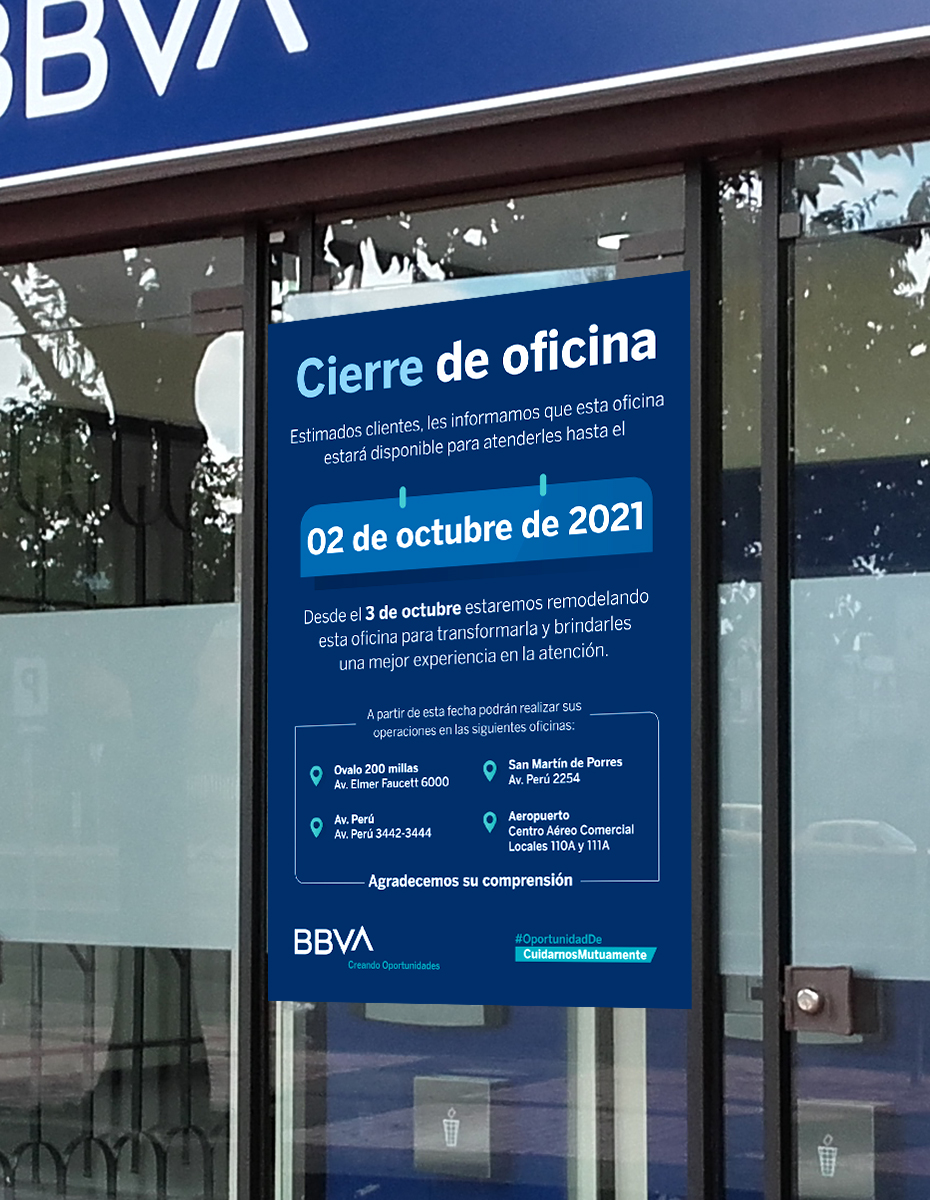 BBVA
Cierre de oficina
Estimados clientes, les informamos que esta oficina
estará disponible para atenderles hasta el
02 de octubre de 2021
Desde el 3 de octubre estaremos remodelando
esta oficina para transformarla y brindarles
una mejor experiencia en la atención.
A partir de esta fecha podrán realizar sus
operaciones en las siguientes oficinas:
Ovalo 200 millas
Av. Elmer Faucett 6000
San Martín de Porres
Av. Perú 2254
Av. Perú
Av. Perú 3442-3444
Aeropuerto
Centro Aéreo Comercial
Locales 110A y 111A
Agradecemos su comprensión
BBVA
Creando Oportunidades
#OportunidadDe
CuidarnosMutuamente